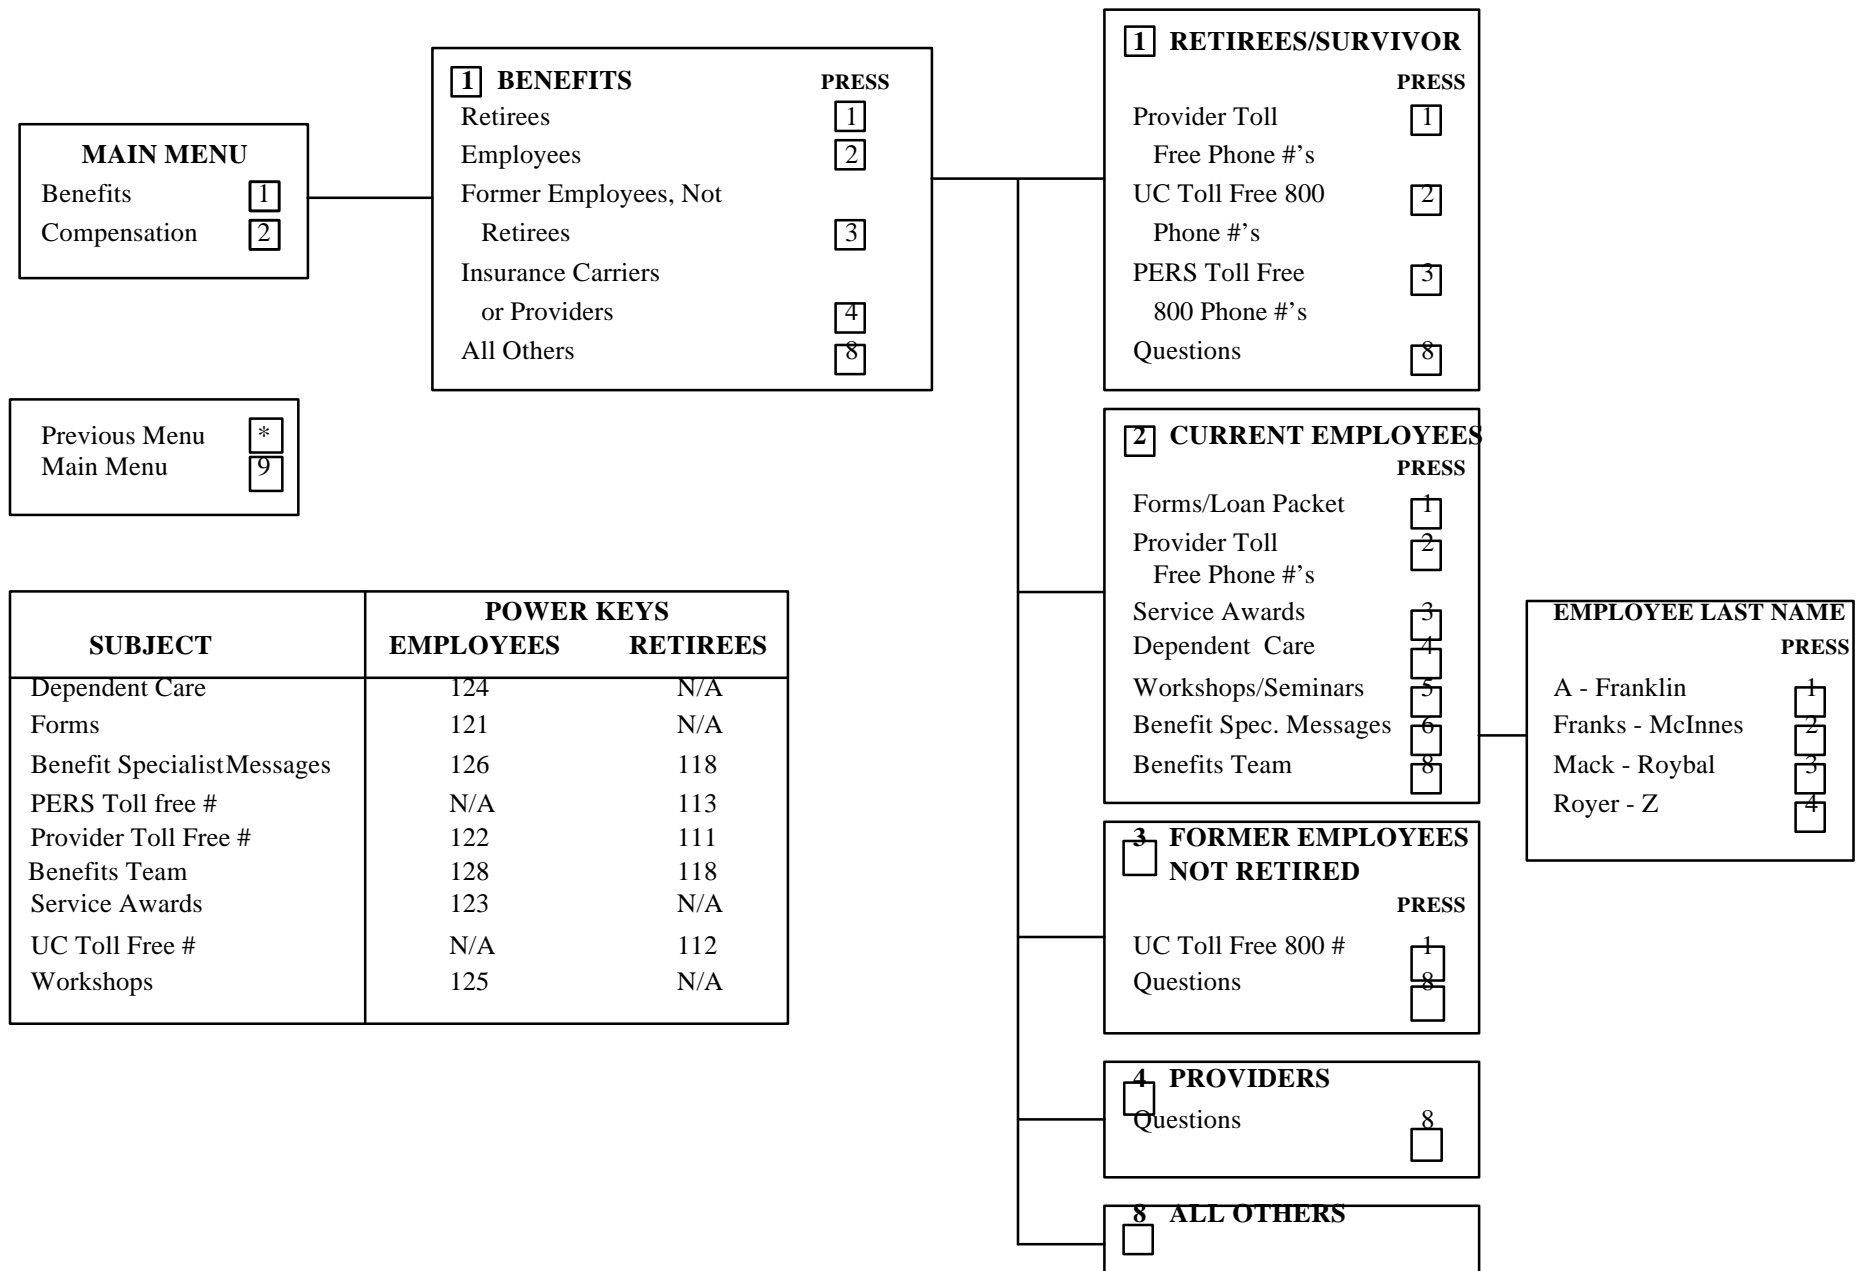 MAIN MENU
Benefits 1
Compensation 2
Previous Menu *
Main Menu 9
1 BENEFITS PRESS
Retirees 1
Employees 2
Former Employees, Not
Retirees 3
Insurance Carriers
or Providers 4
All Others 8
1 RETIREES/SURVIVOR
PRESS
Provider Toll 1
Free Phone #’s
UC Toll Free 800 2
Phone #’s
PERS Toll Free 3
800 Phone #’s
Questions 8
2 CURRENT EMPLOYEES
PRESS
Forms/Loan Packet 1
Provider Toll 2
Free Phone #’s
Service Awards 3
Dependent Care 4
Workshops/Seminars 5
Benefit Spec. Messages 6
Benefits Team 8
EMPLOYEE LAST NAME
PRESS
A - Franklin 1
Franks - McInnes 2
Mack - Roybal 3
Royer - Z 4
3 FORMER EMPLOYEES
NOT RETIRED
PRESS
UC Toll Free 800 # 1
Questions 8
4 PROVIDERS
Questions 8
8 ALL OTHERS
POWER KEYS
SUBJECT EMPLOYEES RETIREES
Dependent Care 124 N/A
Forms 121 N/A
Benefit SpecialistMessages 126 118
PERS Toll free # N/A 113
Provider Toll Free # 122 111
Benefits Team 128 118
Service Awards 123 N/A
UC Toll Free # N/A 112
Workshops 125 N/A